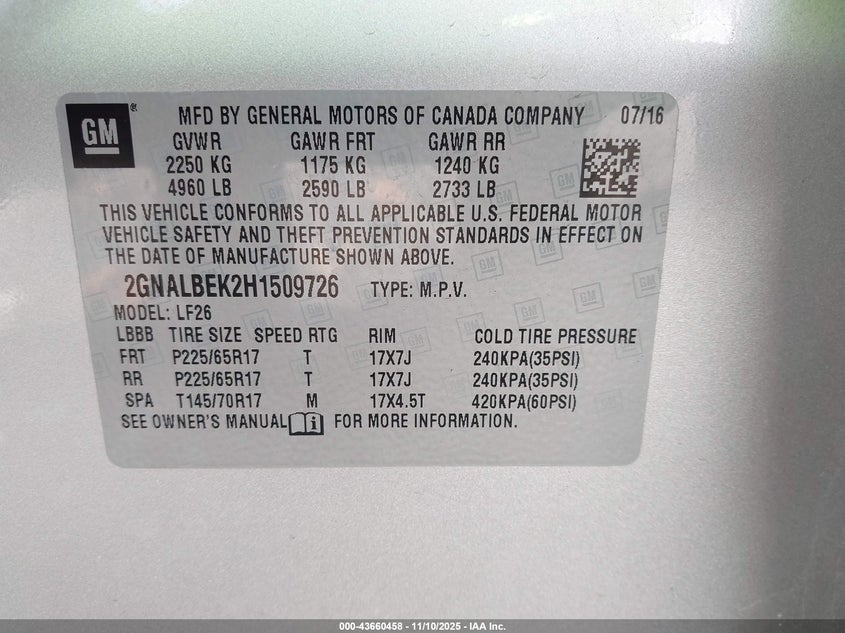 GM ® MFD BY GENERAL MOTORS OF CANADA COMPANY 07/16
GVWR GAWR FRT GAWR RR
2250 KG 1175 KG 1240 KG
4960 LB 2590 LB 2733 LB
THIS VEHICLE CONFORMS TO ALL APPLICABLE U.S. FEDERAL MOTOR
VEHICLE SAFETY AND THEFT PREVENTION STANDARDS IN EFFECT ON
THE DATE OF MANUFACTURE SHOWN ABOVE.
2GNALBEK2H1509726 TYPE: M.P.V.
MODEL: LF26
LBBB TIRE SIZE SPEED RTG RIM COLD TIRE PRESSURE
FRT P225/65R17 T 17X7J 240KPA(35PSI)
RR P225/65R17 T 17X7J 240KPA(35PSI)
SPA T145/70R17 M 17X4.5T 420KPA(60PSI)
SEE OWNER'S MANUAL FOR MORE INFORMATION.
000-43660458 - 11/10/2025 - IAA Inc.